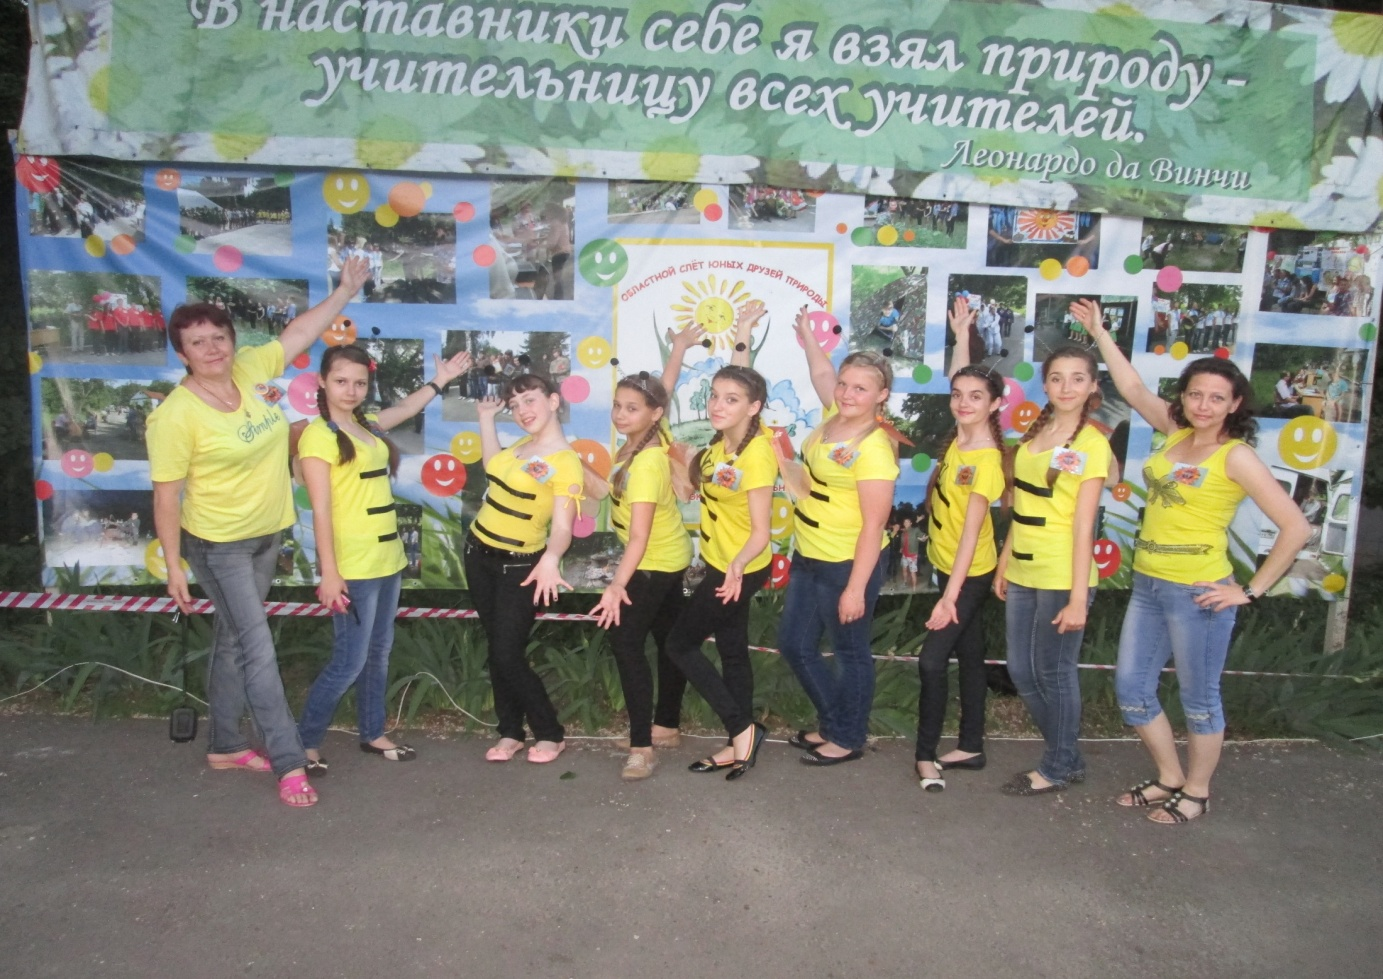 В наставники себе я взял природу -
учительницу всех учителей.
Леонардо да Винчи
ОБЛАСТНОЙ СЛЁТ ЮНЫХ ДРУЗЕЙ ПРИРОДЫ